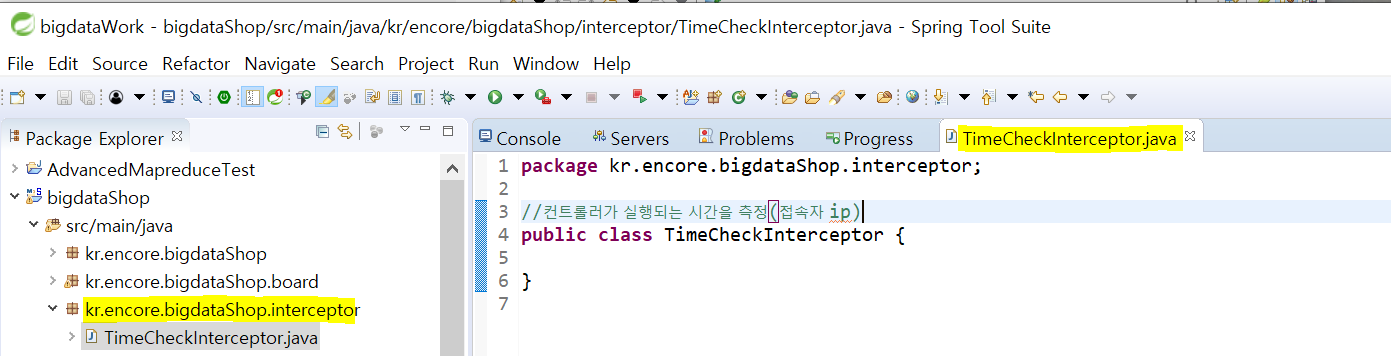 bigdataWork - bigdataShop/src/main/java/kr/encore/bigdataShop/interceptor/TimeCheckInterceptor.java - Spring Tool Suite
File Edit Source Refactor Navigate Search Project Run Window Help
Package Explorer
AdvancedMapreduceTest
bigdataShop
src/main/java
kr.encore.bigdataShop
kr.encore.bigdataShop.board
kr.encore.bigdataShop.interceptor
TimeCheckInterceptor.java
Console Servers Problems Progress TimeCheckInterceptor.java
1 package kr.encore.bigdataShop.interceptor;
2
3 //컨트롤러가 실행되는 시간을 측정(접속자 ip)
4 public class TimeCheckInterceptor {
5
6 }
7